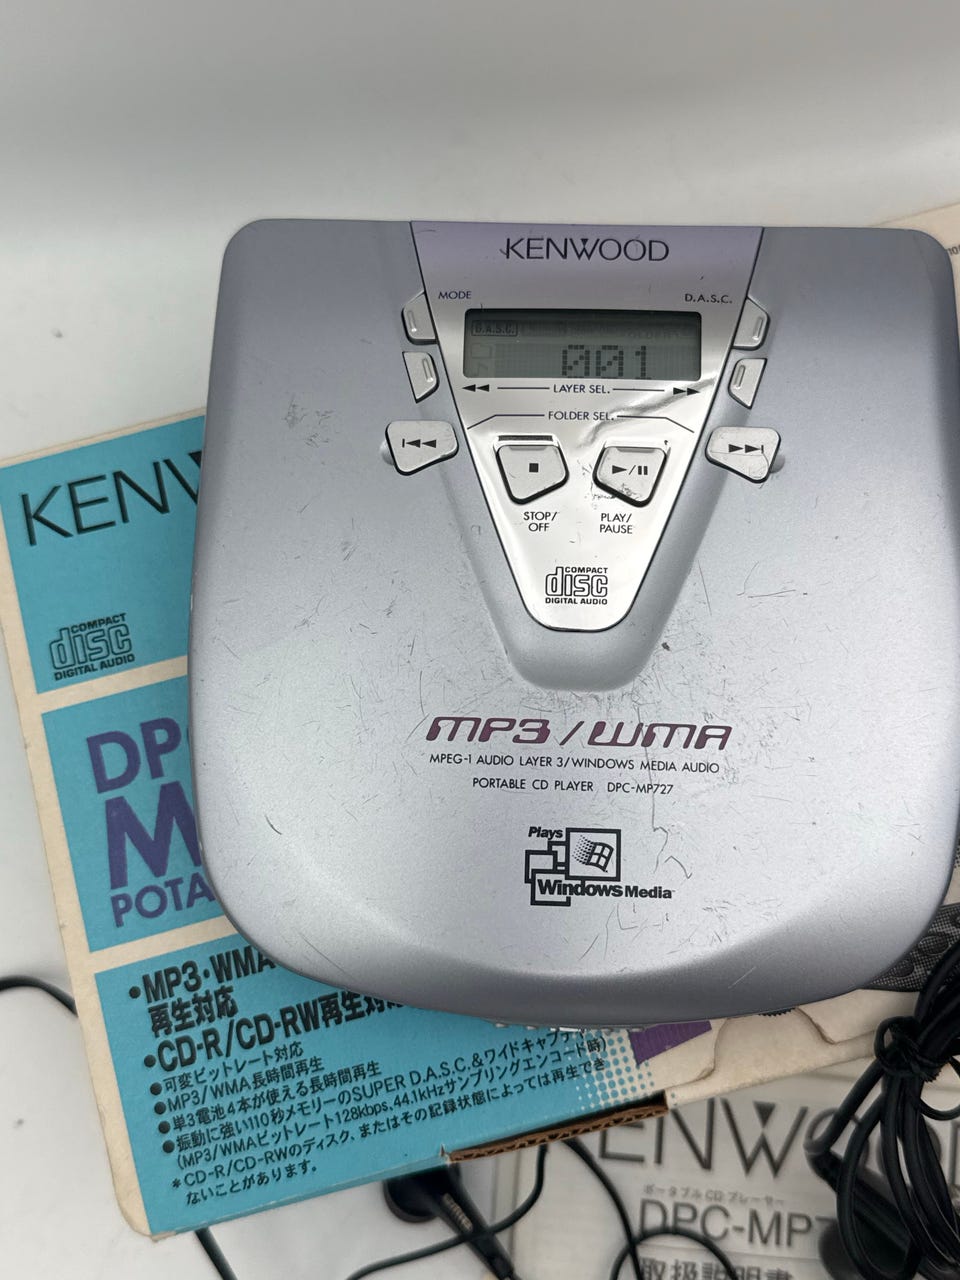 KENWOOD
MODE
D.A.S.C.
D.A.S.C.
001
LAYER SEL.
FOLDER SEL.
STOP/
OFF
PLAY/
PAUSE
COMPACT
disc
DIGITAL AUDIO
MP3/WMA
MPEG-1 AUDIO LAYER 3/WINDOWS MEDIA AUDIO
PORTABLE CD PLAYER DPC-MP727
Plays
Windows Media™
KENW
COMPACT
disc
DIGITAL AUDIO
DP
M
POTA
•MP3・WMA
再生対応
•CD-R/CD-RW再生対
●可変ビットレート対応
●MP3/WMA長時間再生
●単3電池4本が使える長時間再生
●振動に強い110秒メモリーのSUPER D.A.S.C.&ワイドキャプテ
(MP3/WMAビットレート128kbps, 44.1kHzサンプリングエンコード時)
*CD-R/CD-RWのディスク、またはその記録状態によっては再生でき
ないことがあります。
ENWOOD
ポータブルCDプレーヤー
DPC-MP7
取扱説明書